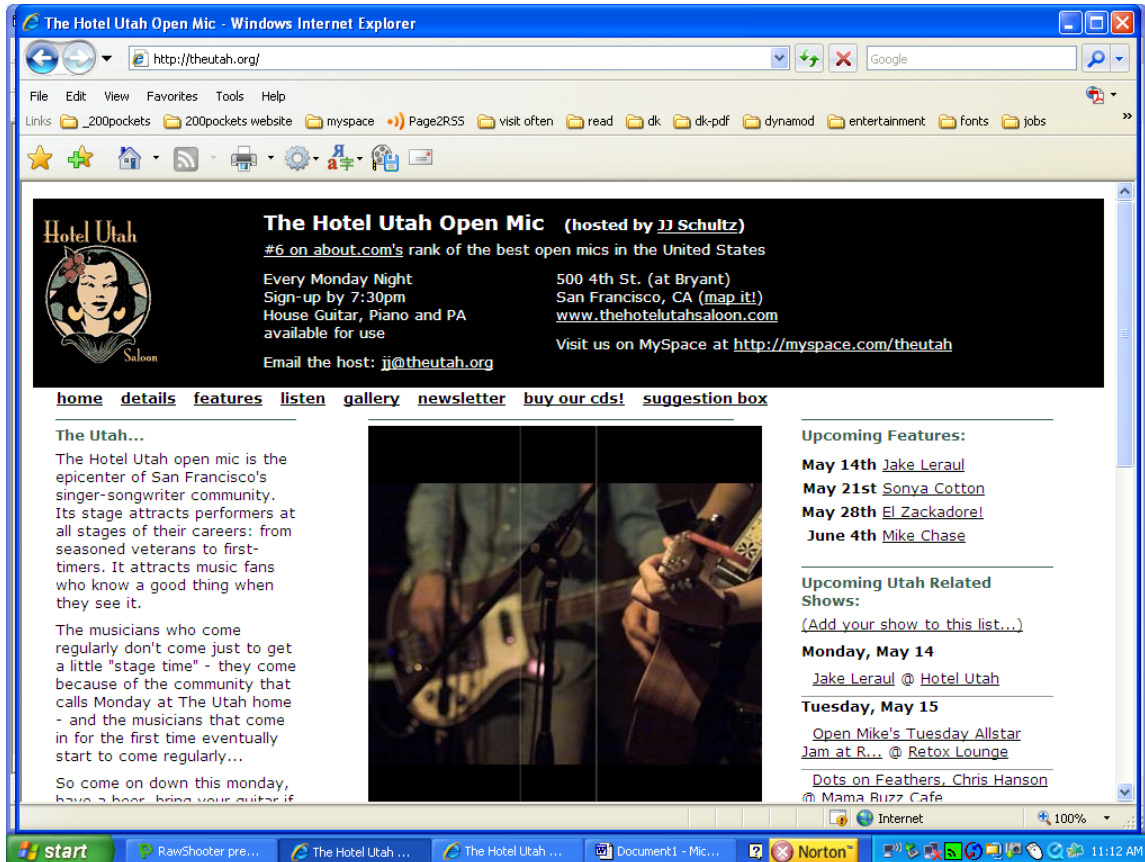 The Hotel Utah Open Mic - Windows Internet Explorer
http://theutah.org/
Google
File Edit View Favorites Tools Help
Links _200pockets 200pockets website myspace Page2RSS visit often read dk dk-pdf dynamod entertainment fonts jobs »
Hotel Utah
Saloon
The Hotel Utah Open Mic (hosted by JJ Schultz)
#6 on about.com's rank of the best open mics in the United States
Every Monday Night
Sign-up by 7:30pm
House Guitar, Piano and PA
available for use
Email the host: jj@theutah.org
500 4th St. (at Bryant)
San Francisco, CA (map it!)
www.thehotelutahsaloon.com
Visit us on MySpace at http://myspace.com/theutah
home details features listen gallery newsletter buy our cds! suggestion box
The Utah...
The Hotel Utah open mic is the
epicenter of San Francisco's
singer-songwriter community.
Its stage attracts performers at
all stages of their careers: from
seasoned veterans to first-
timers. It attracts music fans
who know a good thing when
they see it.
The musicians who come
regularly don't come just to get
a little "stage time" - they come
because of the community that
calls Monday at The Utah home
- and the musicians that come
in for the first time eventually
start to come regularly...
So come on down this monday,
have a beer, bring your guitar if
Upcoming Features:
May 14th Jake Leraul
May 21st Sonya Cotton
May 28th El Zackadore!
June 4th Mike Chase
Upcoming Utah Related
Shows:
(Add your show to this list...)
Monday, May 14
Jake Leraul @ Hotel Utah
Tuesday, May 15
Open Mike's Tuesday Allstar
Jam at R... @ Retox Lounge
Dots on Feathers, Chris Hanson
@ Mama Buzz Cafe
Internet 100%
start RawShooter pre... The Hotel Utah ... The Hotel Utah ... Document1 - Mic... Norton™ 11:12 AM